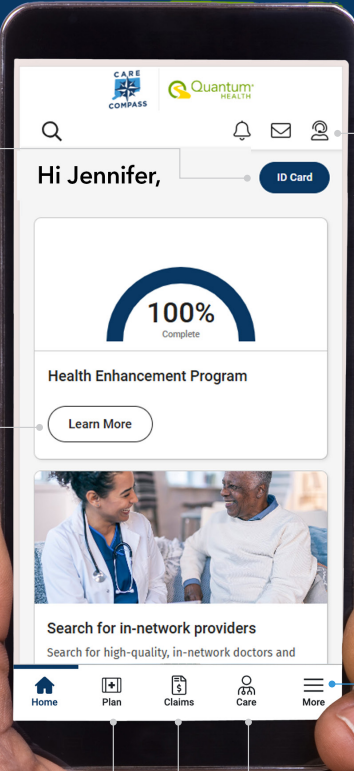 CARE
COMPASS
Quantum
HEALTH
Hi Jennifer,
ID Card
100%
Complete
Health Enhancement Program
Learn More
Search for in-network providers
Search for high-quality, in-network doctors and
Home
Plan
Claims
Care
More